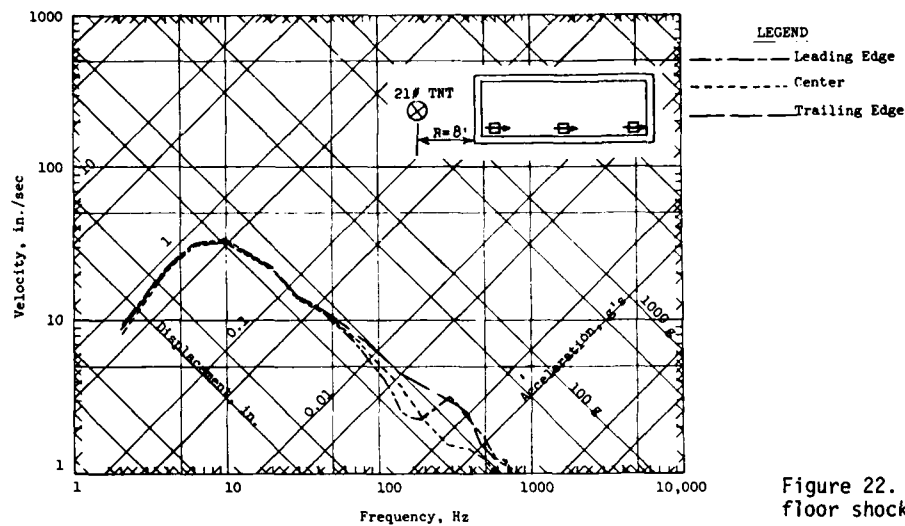 1000
100
10
1
Velocity, in./sec
1
10
100
1000
10,000
Frequency, Hz
10
1
0.1
0.01
Displacement, in.
Acceleration, g's
1000 g
100 g
21# TNT
R=8'
LEGEND
Leading Edge
Center
Trailing Edge
Figure 22.
floor shock